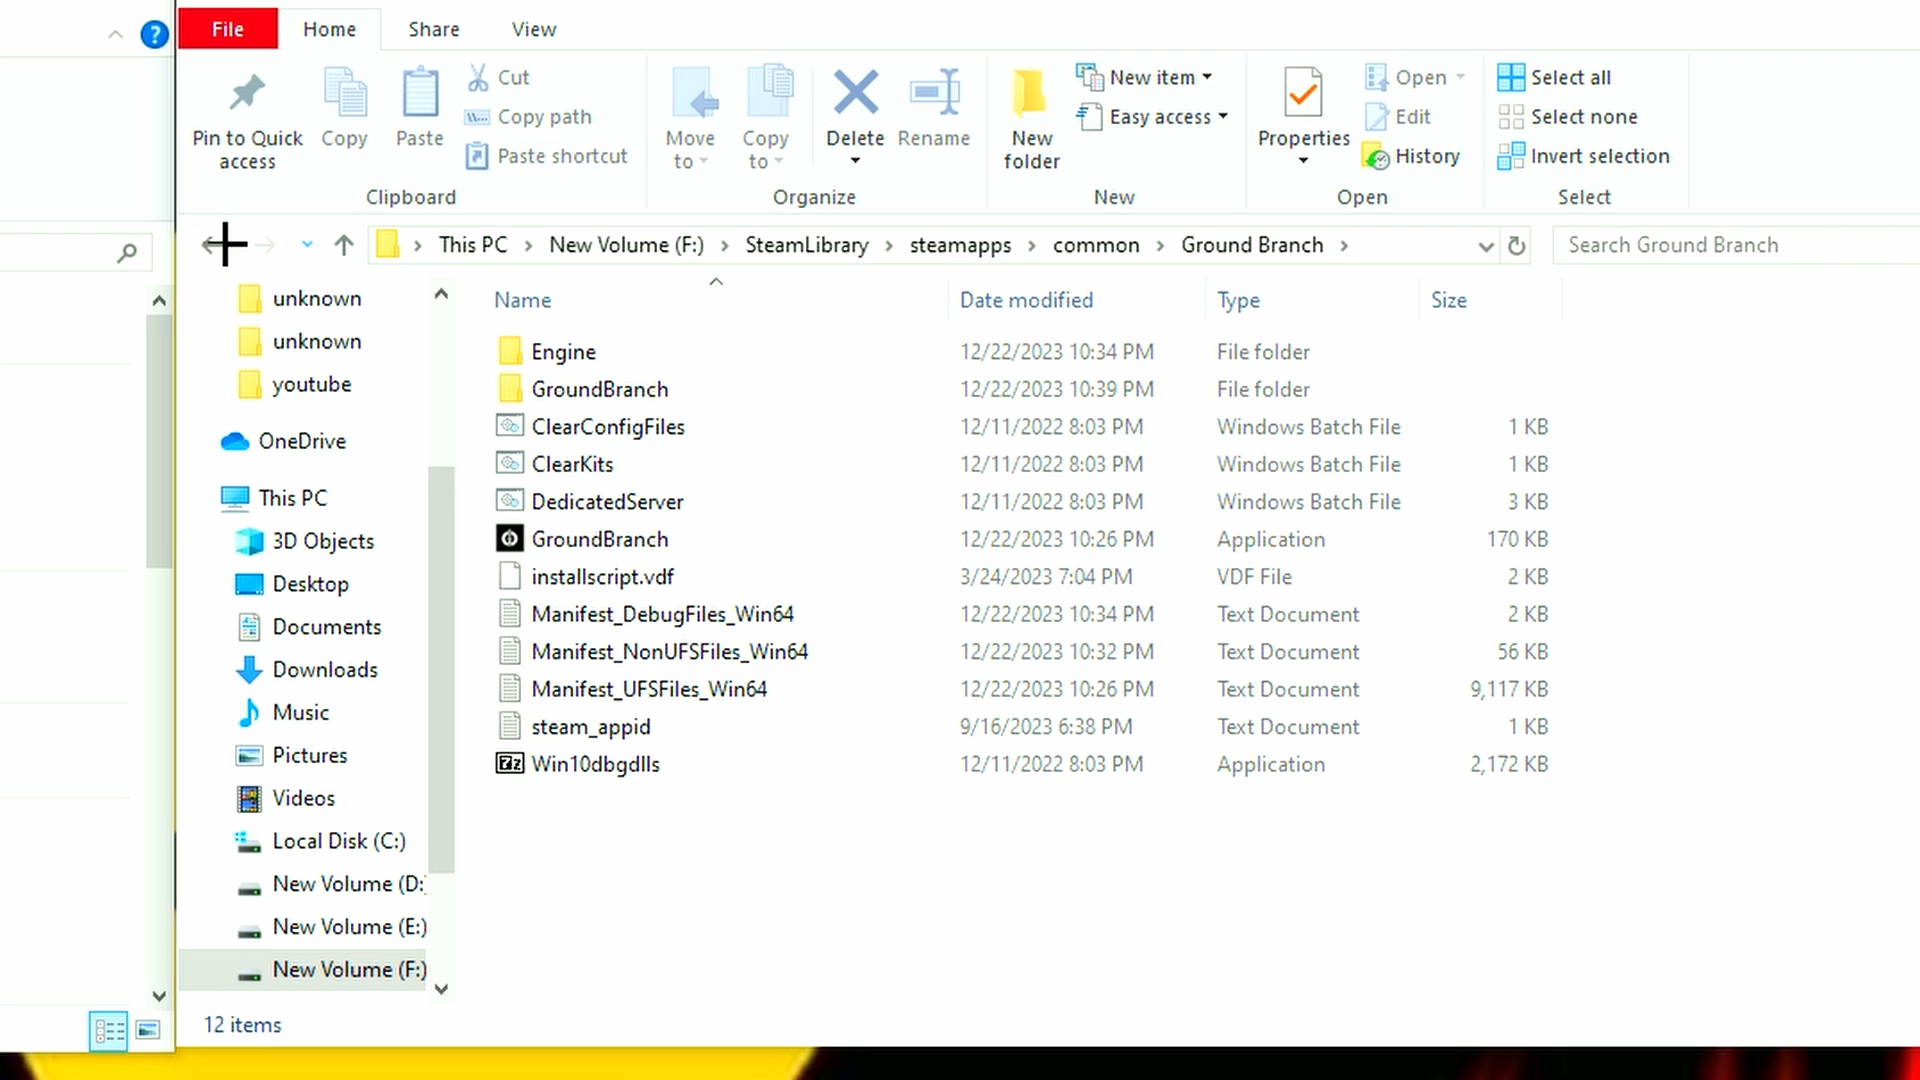 File Home Share View
Pin to Quick access
Copy
Paste
Cut
Copy path
Paste shortcut
Clipboard
Move to
Copy to
Delete
Rename
Organize
New folder
New item
Easy access
New
Properties
Open
Edit
History
Open
Select all
Select none
Invert selection
Select
This PC > New Volume (F:) > SteamLibrary > steamapps > common > Ground Branch >
Search Ground Branch
unknown
unknown
youtube
OneDrive
This PC
3D Objects
Desktop
Documents
Downloads
Music
Pictures
Videos
Local Disk (C:)
New Volume (D:)
New Volume (E:)
New Volume (F:)
Name Date modified Type Size
Engine 12/22/2023 10:34 PM File folder
GroundBranch 12/22/2023 10:39 PM File folder
ClearConfigFiles 12/11/2022 8:03 PM Windows Batch File 1 KB
ClearKits 12/11/2022 8:03 PM Windows Batch File 1 KB
DedicatedServer 12/11/2022 8:03 PM Windows Batch File 3 KB
GroundBranch 12/22/2023 10:26 PM Application 170 KB
installscript.vdf 3/24/2023 7:04 PM VDF File 2 KB
Manifest_DebugFiles_Win64 12/22/2023 10:34 PM Text Document 2 KB
Manifest_NonUFSFiles_Win64 12/22/2023 10:32 PM Text Document 56 KB
Manifest_UFSFiles_Win64 12/22/2023 10:26 PM Text Document 9,117 KB
steam_appid 9/16/2023 6:38 PM Text Document 1 KB
Win10dbgdlls 12/11/2022 8:03 PM Application 2,172 KB
12 items